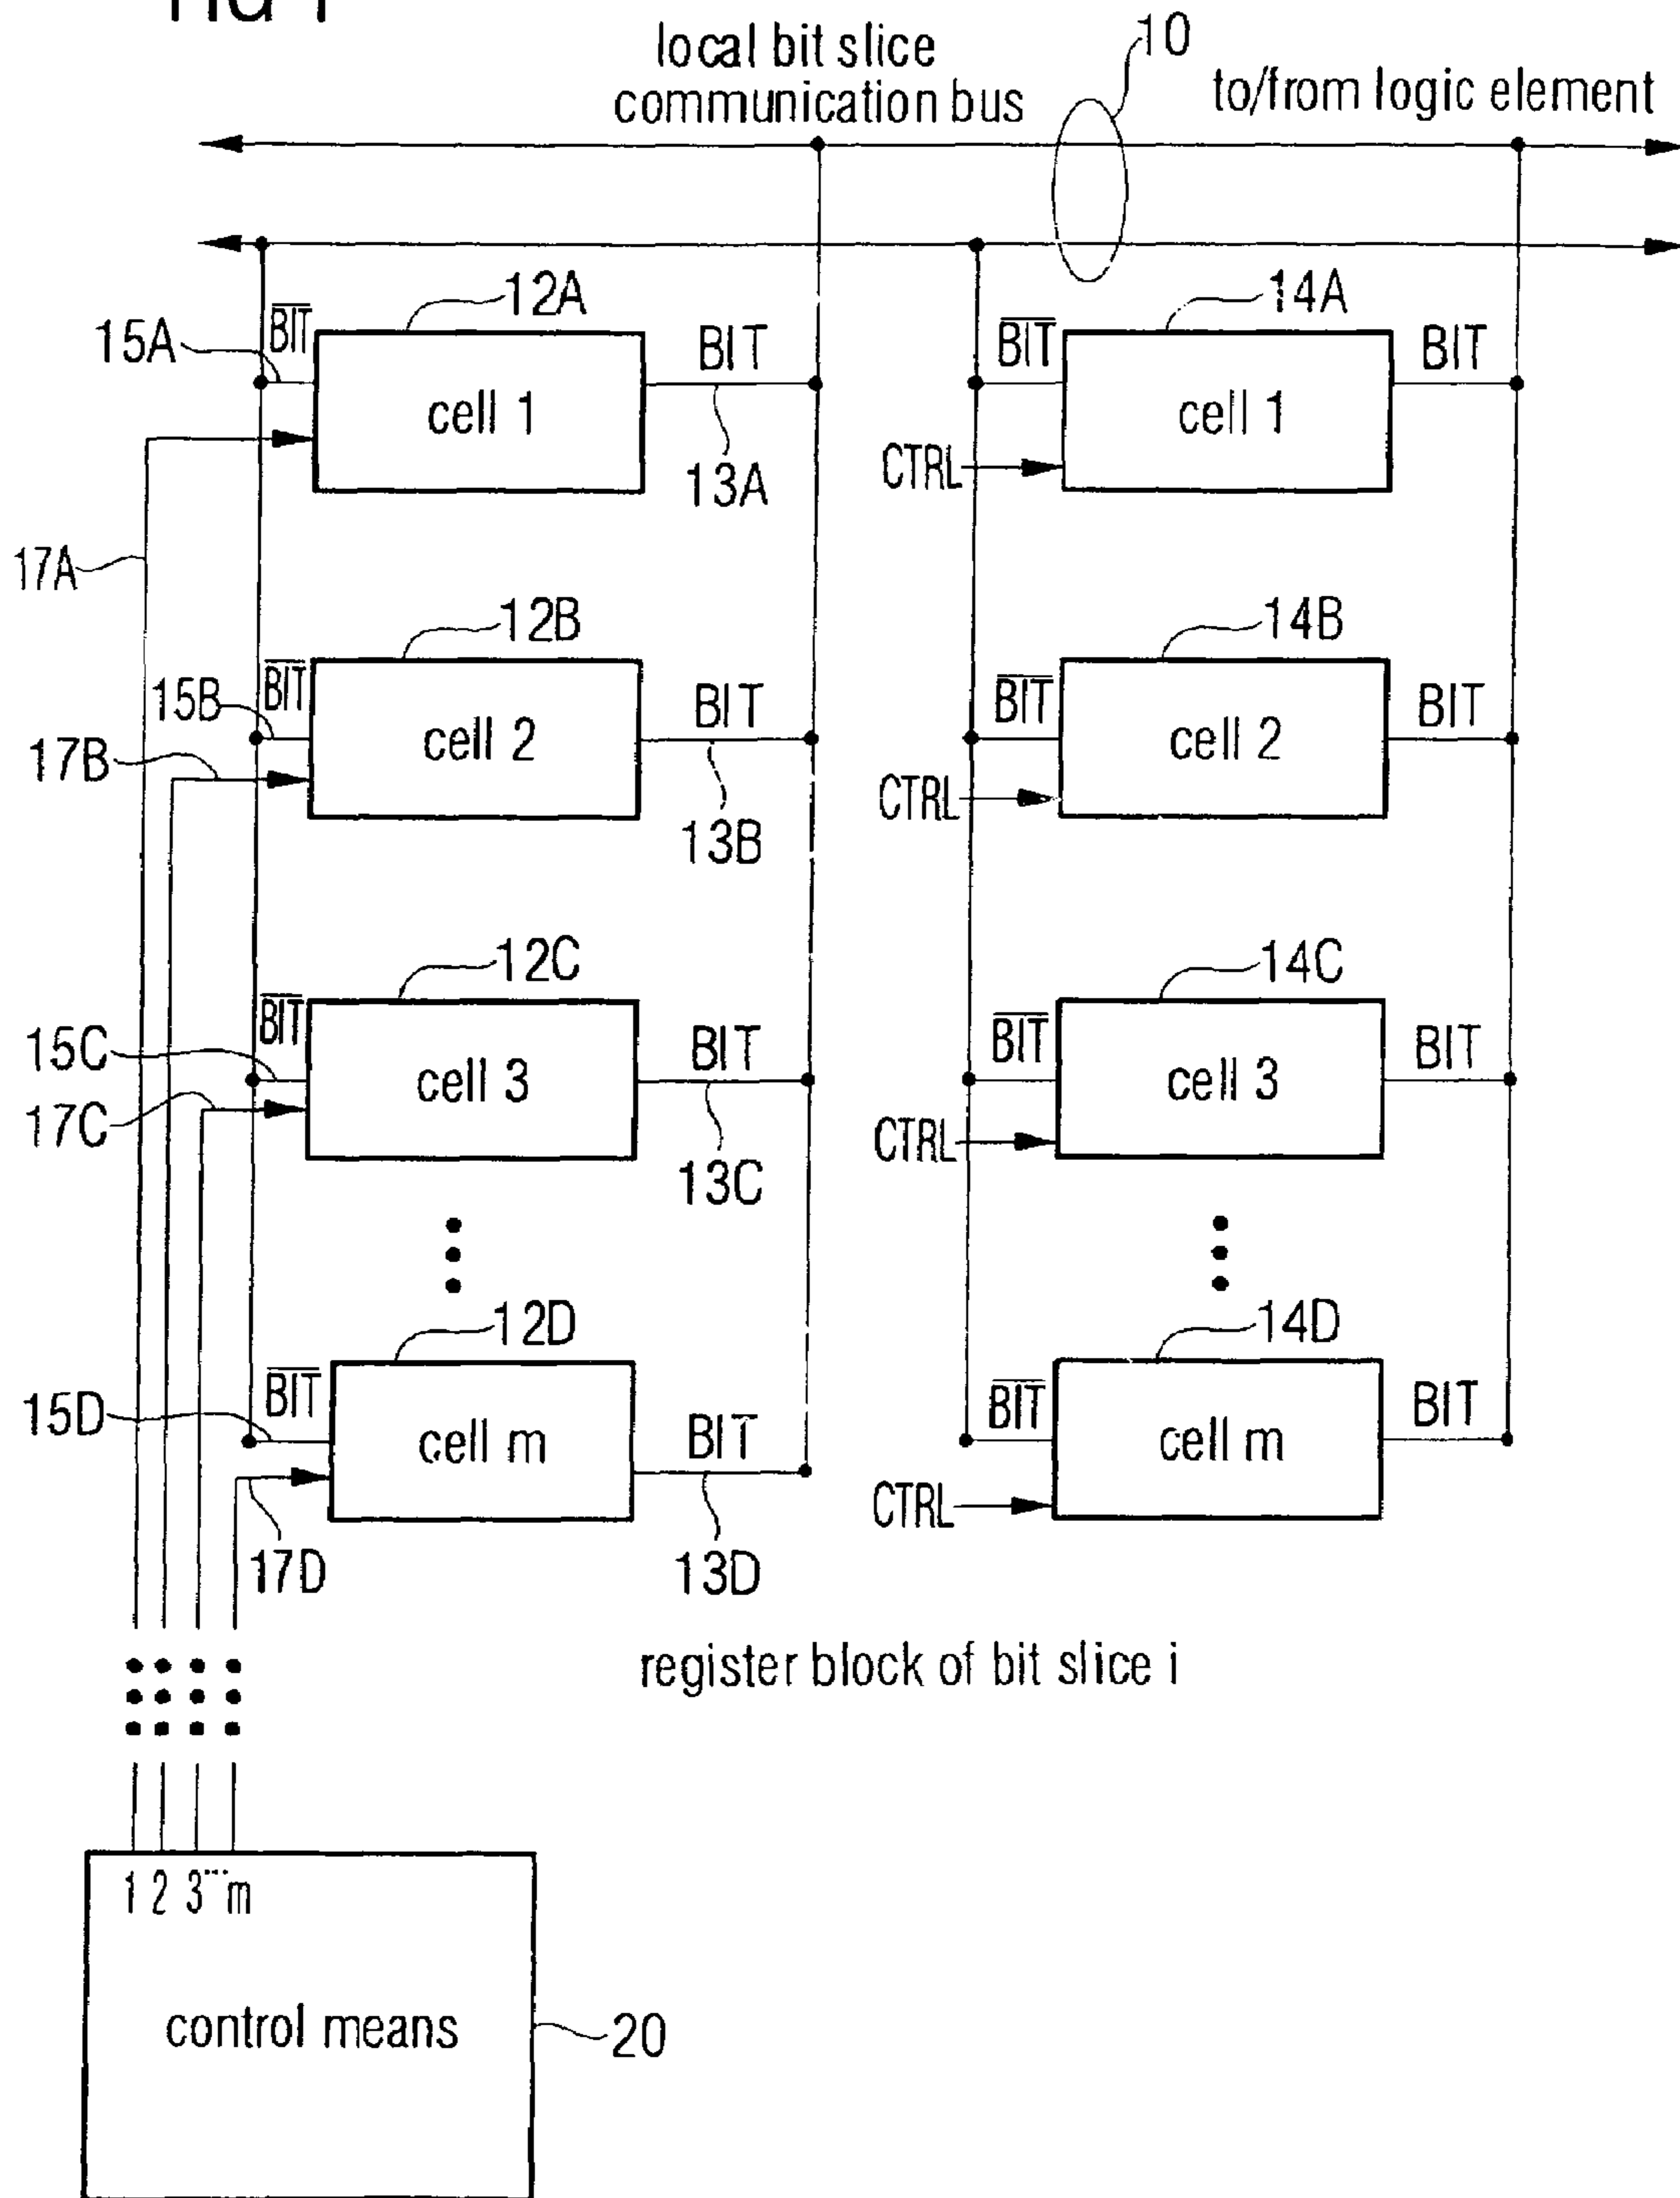 local bit slice
communication bus
10
to/from logic element
BIT
12A
15A
cell 1
BIT
13A
17A
BIT
14A
cell 1
BIT
CTRL
BIT
12B
15B
17B
cell 2
BIT
13B
BIT
14B
cell 2
BIT
CTRL
BIT
12C
15C
17C
cell 3
BIT
13C
BIT
14C
cell 3
BIT
CTRL
BIT
12D
15D
cell m
BIT
13D
17D
BIT
14D
cell m
BIT
CTRL
register block of bit slice i
1 2 3...m
control means
20